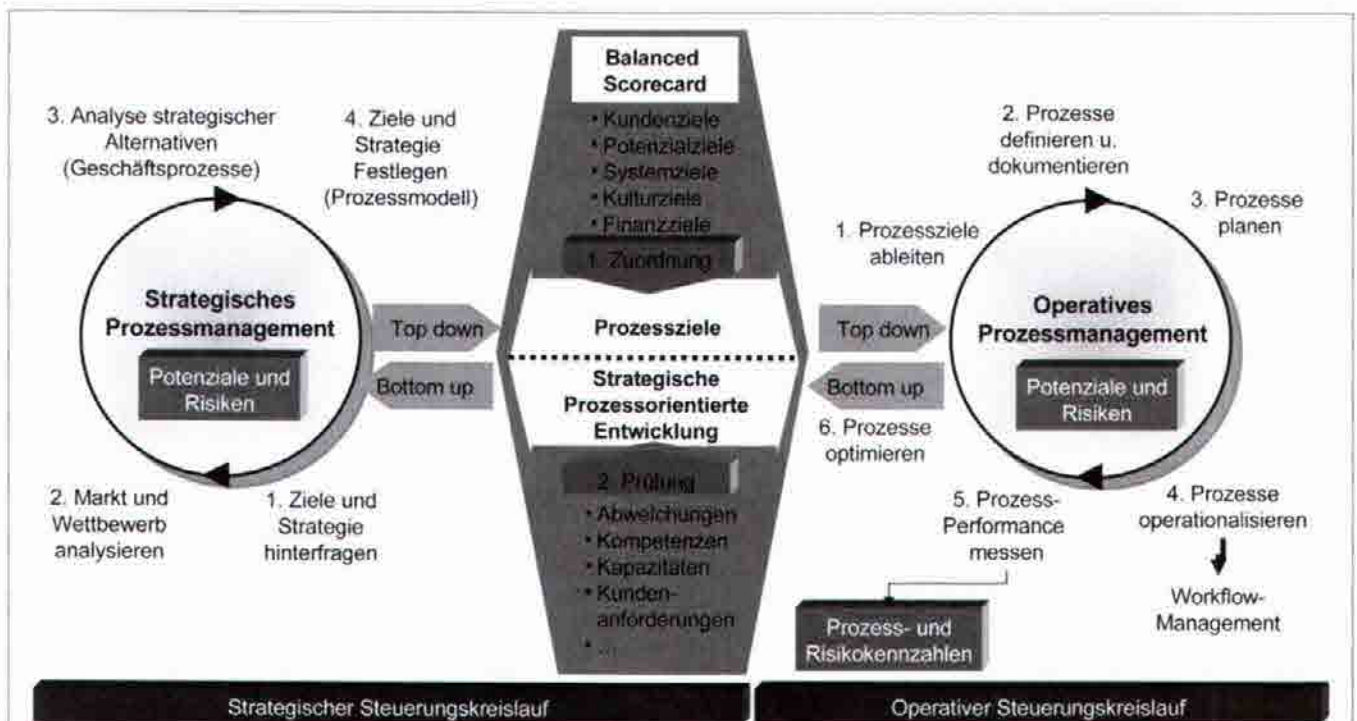 3. Analyse strategischer
Alternativen
(Geschäftsprozesse)
4. Ziele und
Strategie
Festlegen
(Prozessmodell)
Strategisches
Prozessmanagement
Potenziale und
Risiken
2. Markt und
Wettbewerb
analysieren
1. Ziele und
Strategie
hinterfragen
Top down
Bottom up
Balanced
Scorecard
• Kundenziele
• Potenzialziele
• Systemziele
• Kulturziele
• Finanzziele
1. Zuordnung
Prozessziele
Strategische
Prozessorientierte
Entwicklung
2. Prüfung
• Abweichungen
• Kompetenzen
• Kapazitäten
• Kunden-
anforderungen
• ...
Top down
Bottom up
1. Prozessziele
ableiten
2. Prozesse
definieren u.
dokumentieren
3. Prozesse
planen
Operatives
Prozessmanagement
Potenziale und
Risiken
4. Prozesse
operationalisieren
Workflow-
Management
5. Prozess-
Performance
messen
Prozess- und
Risikokennzahlen
6. Prozesse
optimieren
Strategischer Steuerungskreislauf
Operativer Steuerungskreislauf